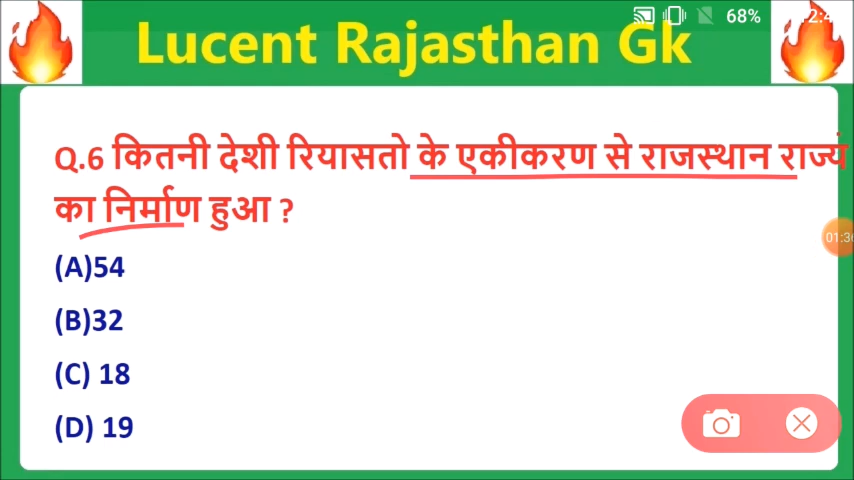 68%
Lucent Rajasthan Gk
Q.6 कितनी देशी रियासतो के एकीकरण से राजस्थान राज्यं
का निर्माण हुआ ?
(A)54
(B)32
(C) 18
(D) 19